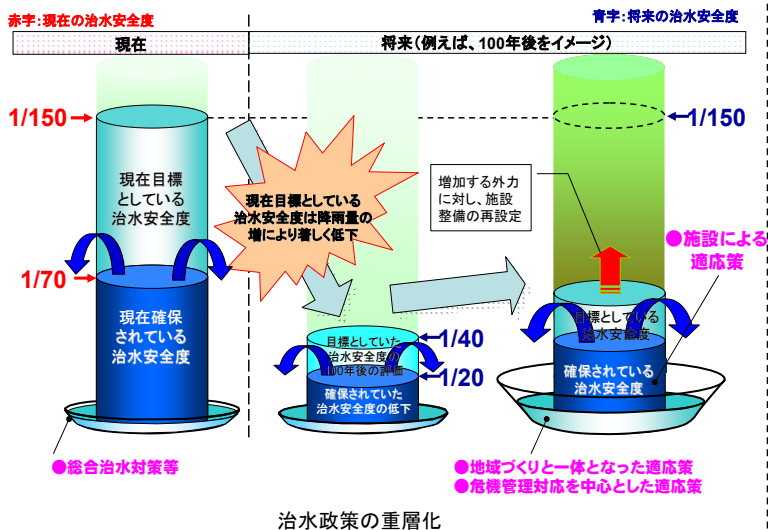 赤字：現在の治水安全度
青字：将来の治水安全度
現在
将来（例えば、100年後をイメージ）
1/150
現在目標
としている
治水安全度
1/70
現在確保
されている
治水安全度
●総合治水対策等
現在目標としている
治水安全度は降雨量の
増により著しく低下
1/40
目標としていた
治水安全度の
100年後の評価
1/20
確保されていた
治水安全度の低下
1/150
増加する外力
に対し、施設
整備の再設定
●施設による
適応策
目標としている
治水安全度
確保されている
治水安全度
●地域づくりと一体となった適応策
●危機管理対応を中心とした適応策
治水政策の重層化